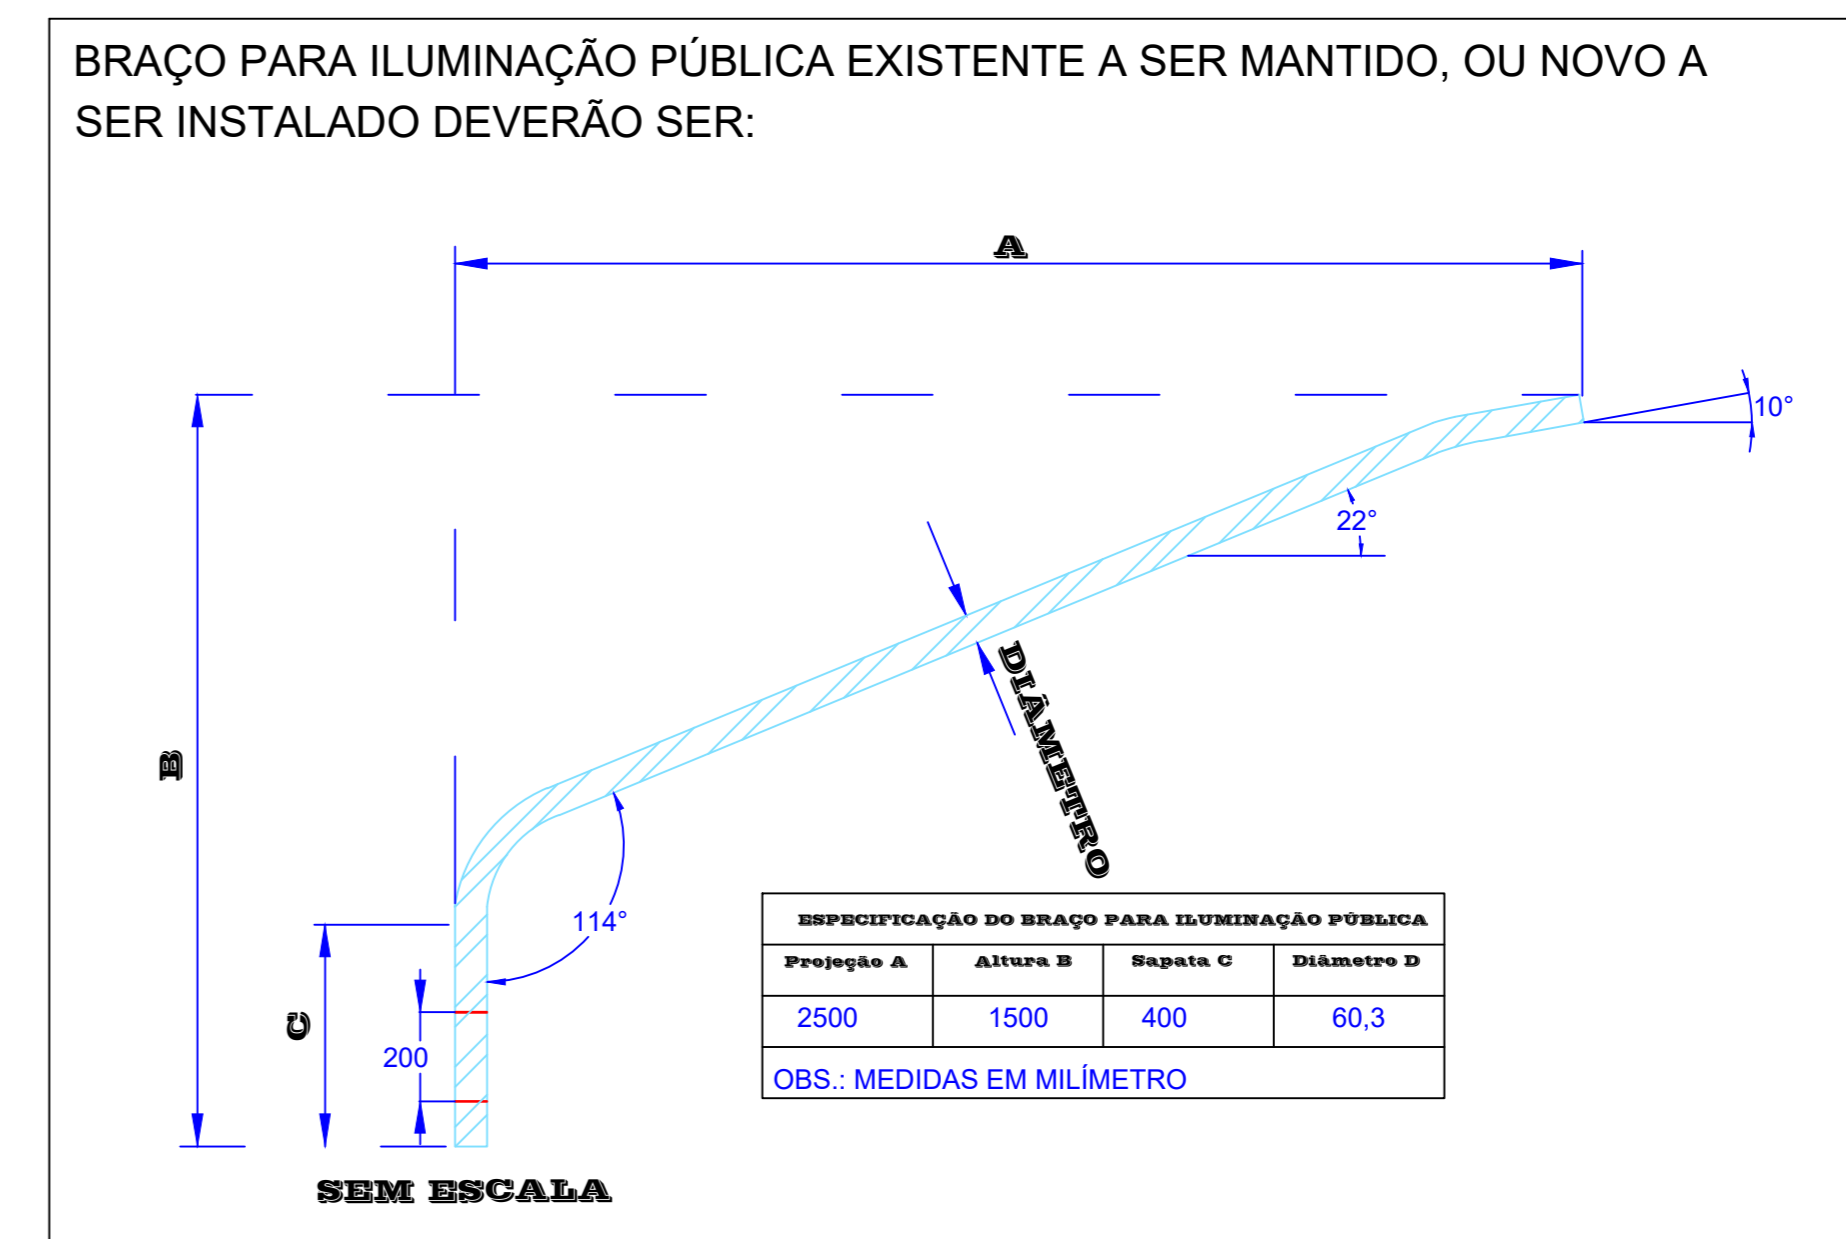 BRAÇO PARA ILUMINAÇÃO PÚBLICA EXISTENTE A SER MANTIDO, OU NOVO A
SER INSTALADO DEVERÃO SER:
A
10°
22°
DIÂMETRO
B
114°
C
200
ESPECIFICAÇÃO DO BRAÇO PARA ILUMINAÇÃO PÚBLICA
Projeção A Altura B Sapata C Diâmetro D
2500 1500 400 60,3
OBS.: MEDIDAS EM MILÍMETRO
SEM ESCALA